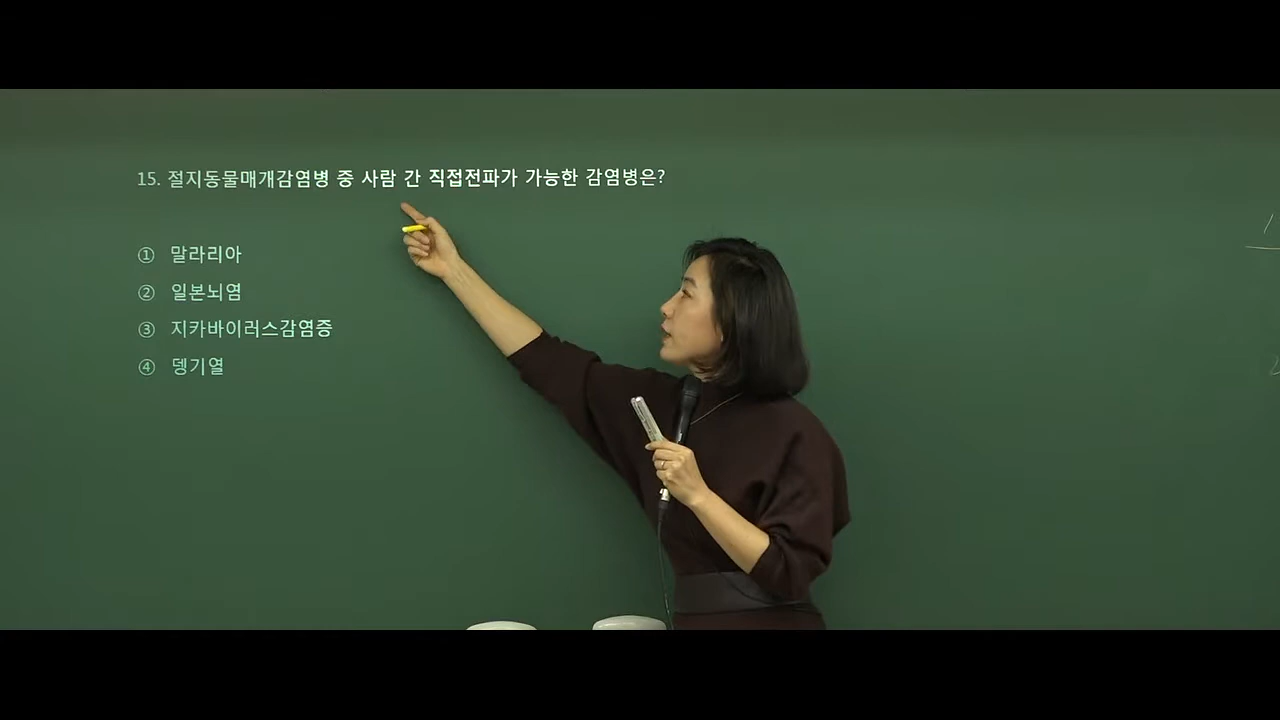 15. 절지동물매개감염병 중 사람 간 직접전파가 가능한 감염병은?
① 말라리아
② 일본뇌염
③ 지카바이러스감염증
④ 뎅기열